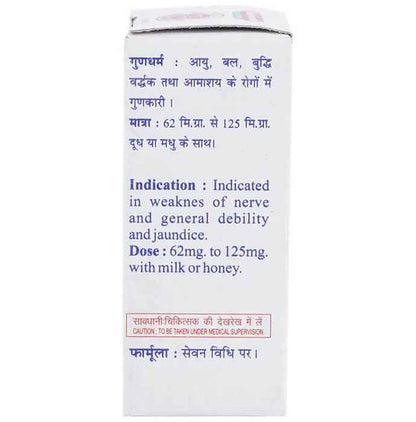 गुणधर्म : आयु, बल, बुद्धि
वर्द्धक तथा आमाशय के रोगों में
गुणकारी ।
मात्रा : 62 मि.ग्रा. से 125 मि.ग्रा.
दूध या मधु के साथ।
Indication : Indicated
in weaknes of nerve
and general debility
and jaundice.
Dose : 62mg. to 125mg.
with milk or honey.
सावधानी:चिकित्सक की देखरेख में लें
CAUTION : TO BE TAKEN UNDER MEDICAL SUPERVISION.
फार्मूला : सेवन विधि पर।